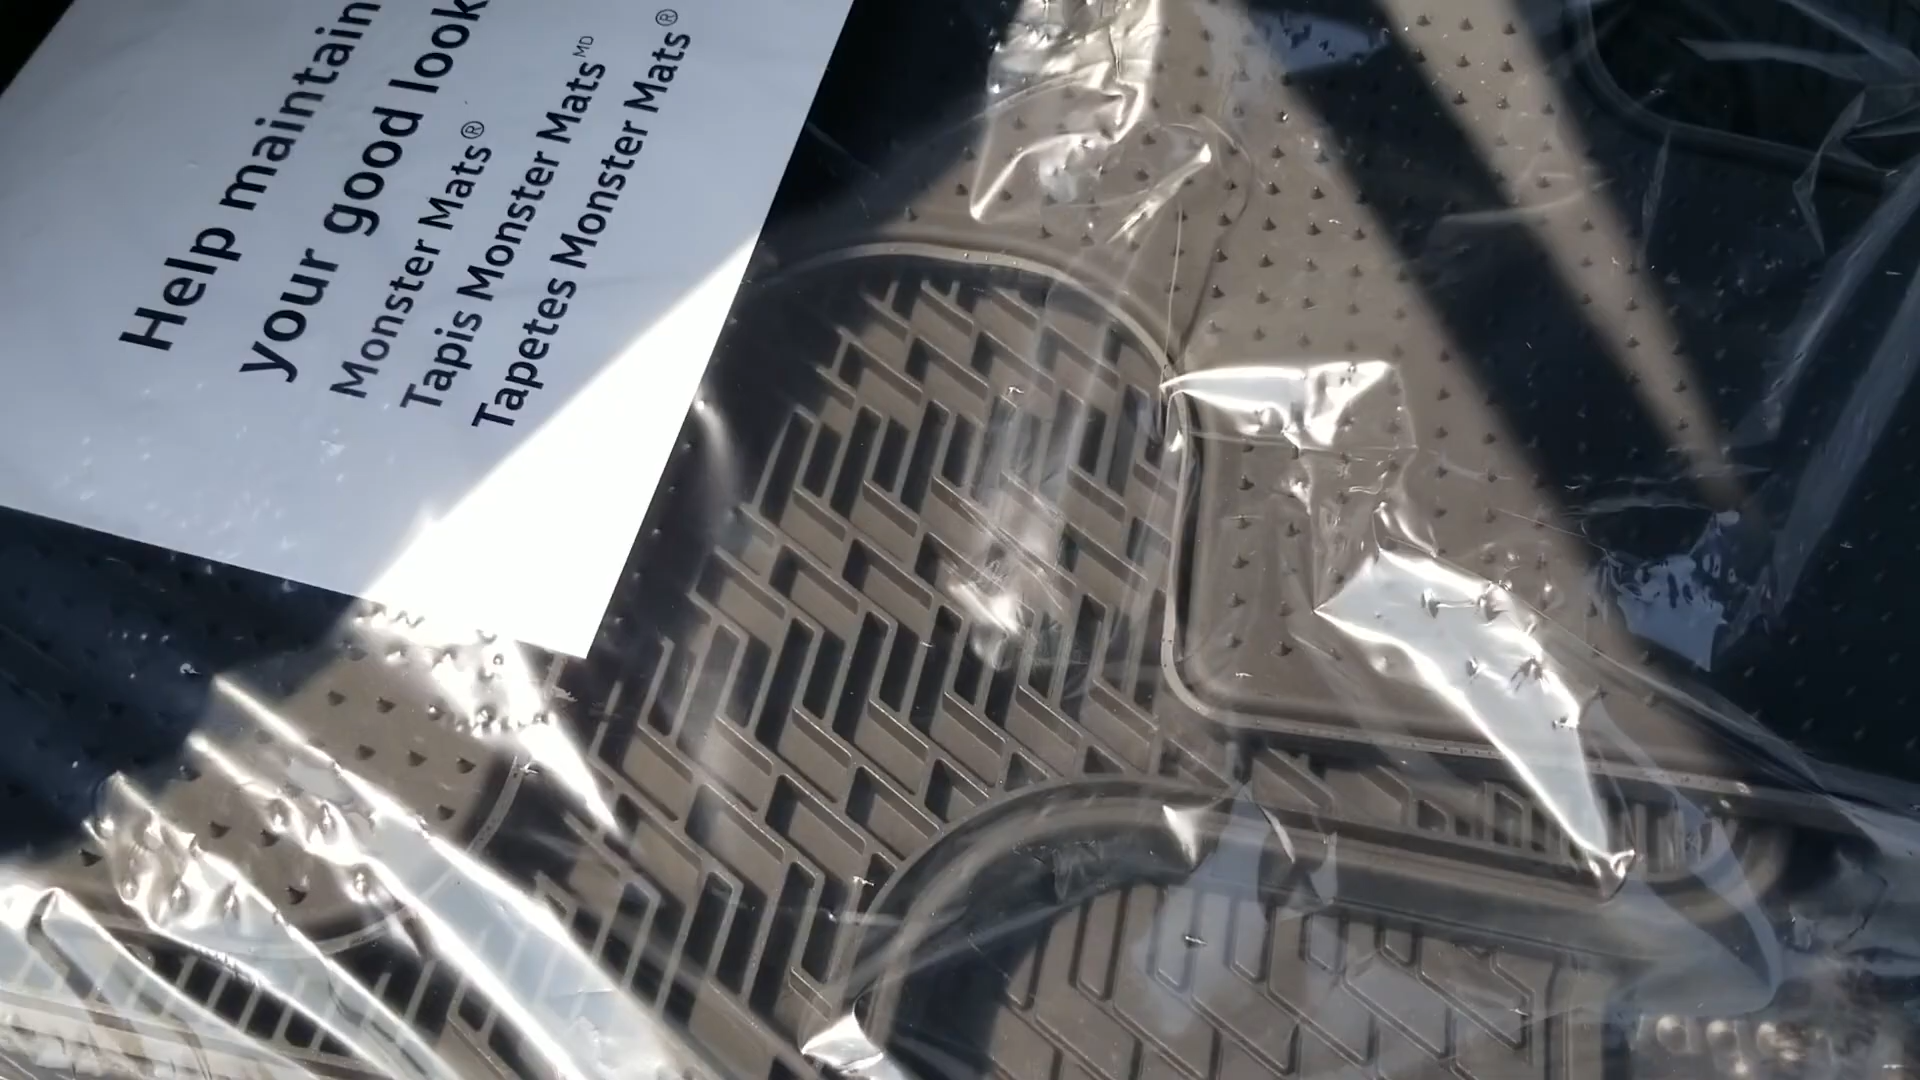 Help maintain
your good look
Monster Mats®
Tapis Monster Mats MD
Tapetes Monster Mats®